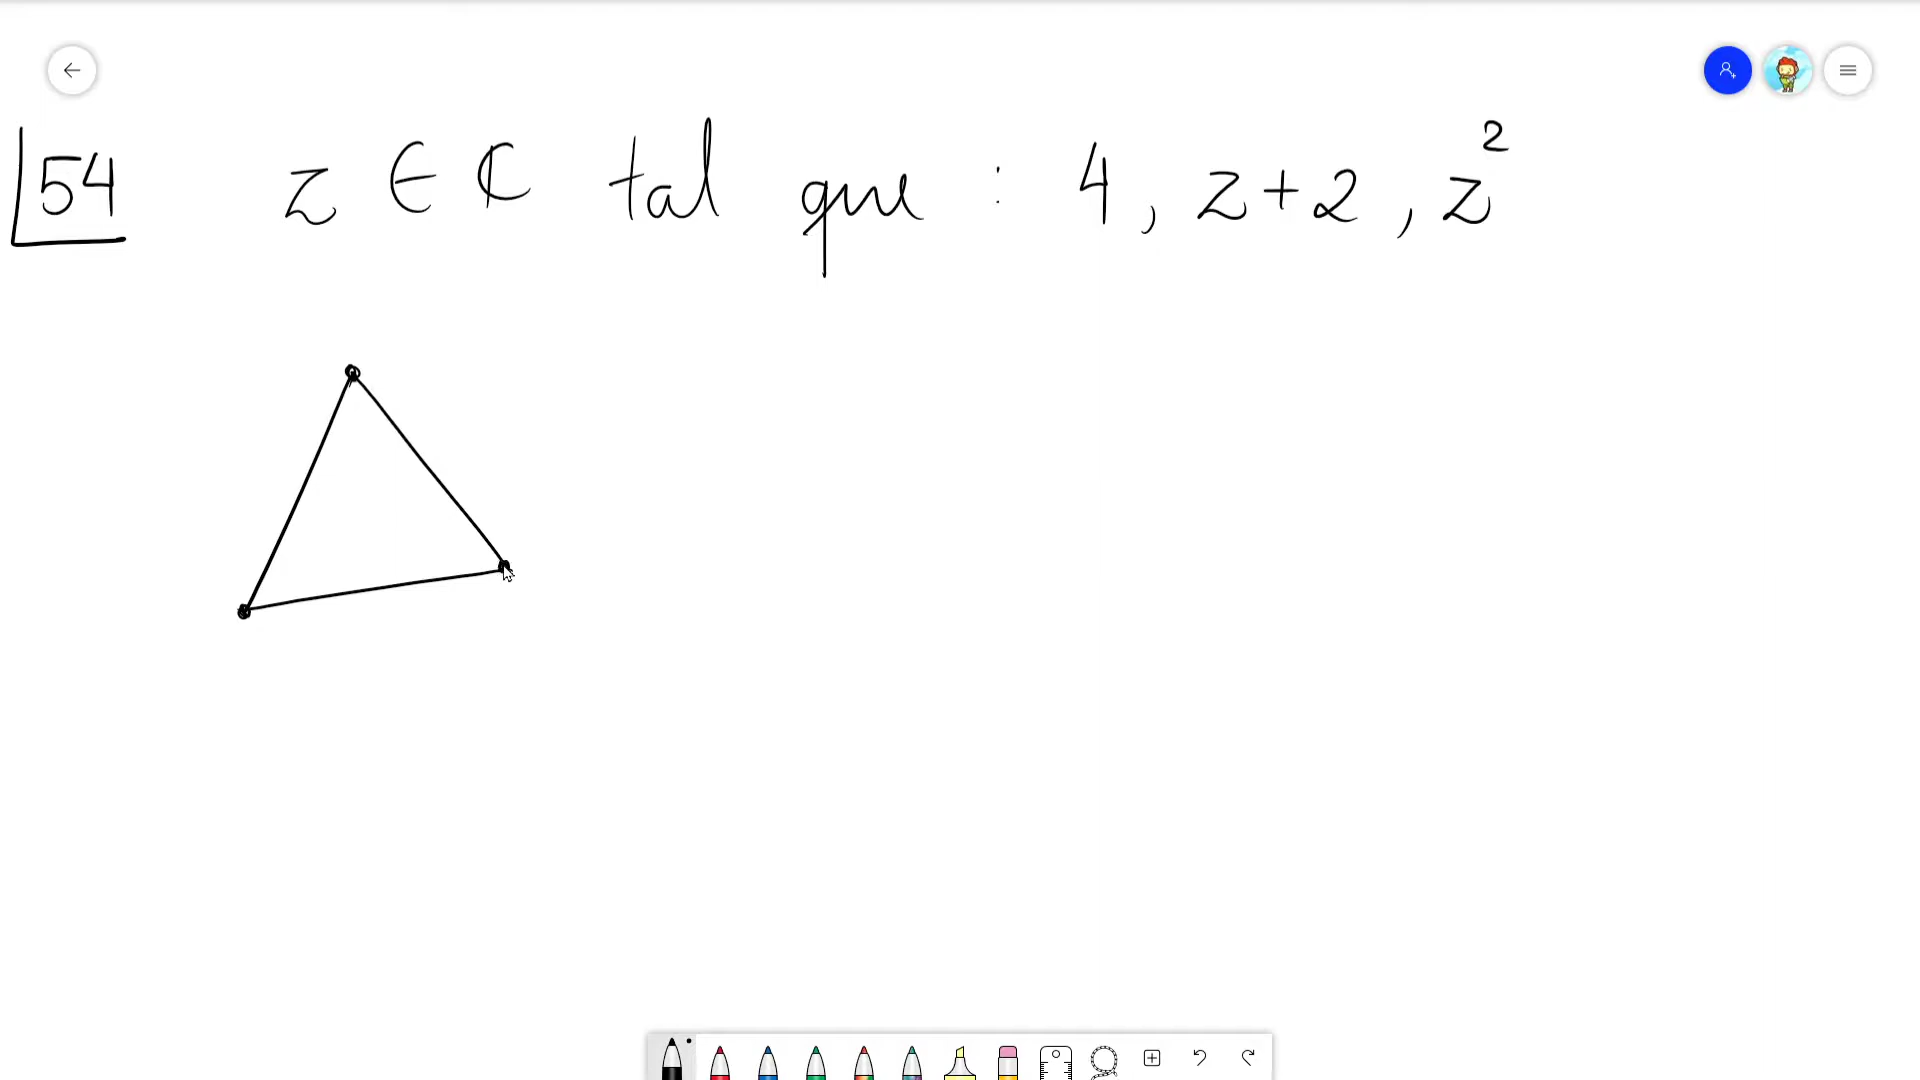 54 z ∈ ℂ tal que : 4, z+2, z²